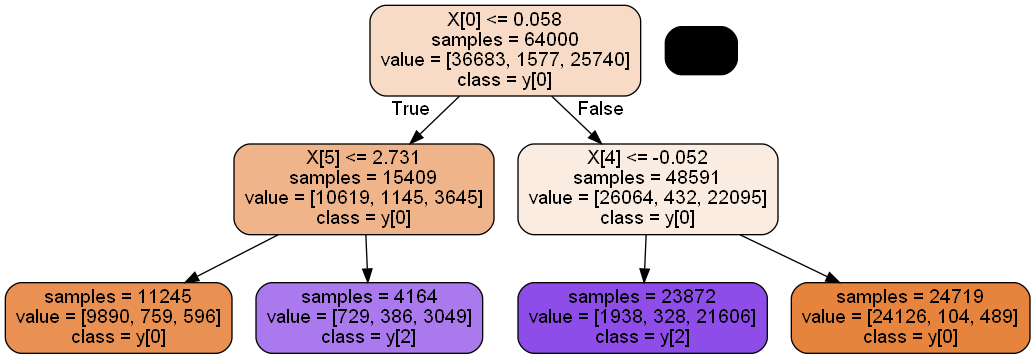 X[0] <= 0.058
samples = 64000
value = [36683, 1577, 25740]
class = y[0]
True
False
X[5] <= 2.731
samples = 15409
value = [10619, 1145, 3645]
class = y[0]
X[4] <= -0.052
samples = 48591
value = [26064, 432, 22095]
class = y[0]
samples = 11245
value = [9890, 759, 596]
class = y[0]
samples = 4164
value = [729, 386, 3049]
class = y[2]
samples = 23872
value = [1938, 328, 21606]
class = y[2]
samples = 24719
value = [24126, 104, 489]
class = y[0]